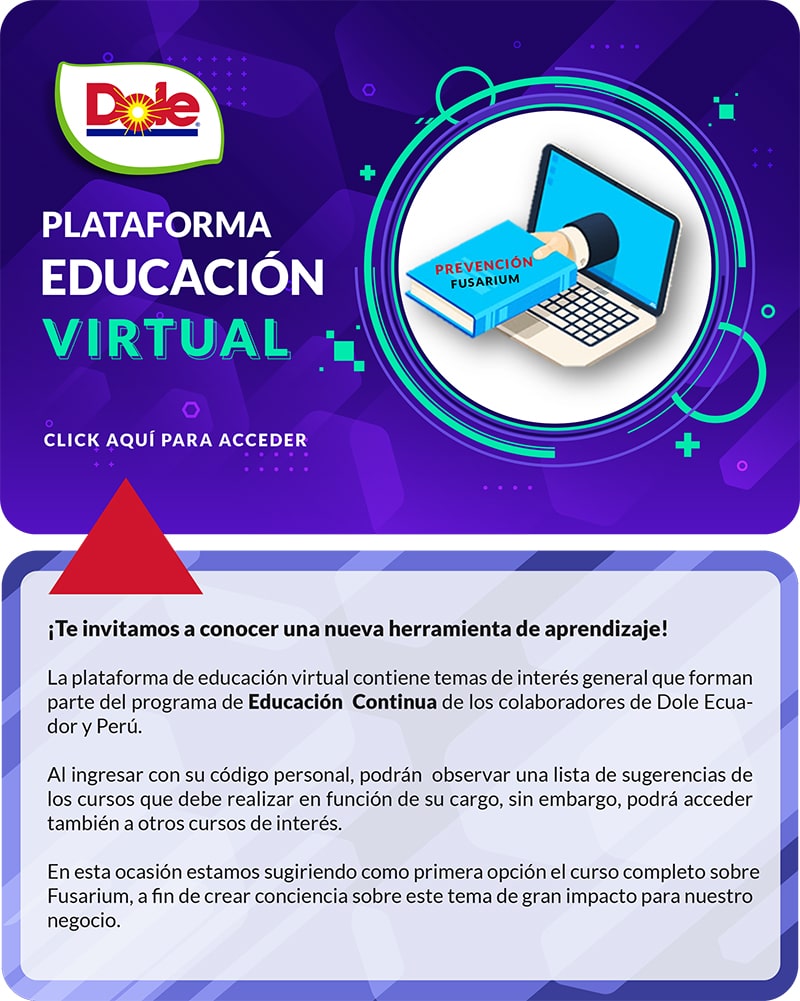 Dole
PLATAFORMA
EDUCACIÓN
VIRTUAL
PREVENCIÓN
FUSARIUM
CLICK AQUÍ PARA ACCEDER
¡Te invitamos a conocer una nueva herramienta de aprendizaje!
La plataforma de educación virtual contiene temas de interés general que forman
parte del programa de Educación Continua de los colaboradores de Dole Ecua-
dor y Perú.
Al ingresar con su código personal, podrán observar una lista de sugerencias de
los cursos que debe realizar en función de su cargo, sin embargo, podrá acceder
también a otros cursos de interés.
En esta ocasión estamos sugiriendo como primera opción el curso completo sobre
Fusarium, a fin de crear conciencia sobre este tema de gran impacto para nuestro
negocio.